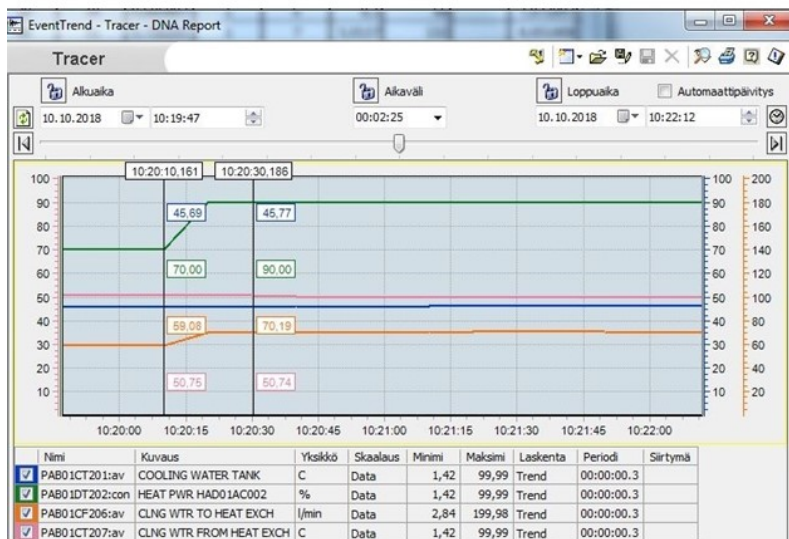 EventTrend - Tracer - DNA Report
Tracer
Alkuaika Aikaväli Loppuaika Automaattipäivitys
10.10.2018 10:19:47 00:02:25 10.10.2018 10:22:12
10:20:10,161 10:20:30,186
100 100 200
90 90 180
45,69 45,77
80 80 160
70 70 140
70,00 90,00
60 60 120
50 50 100
40 40 80
59,08 70,19
30 30 60
20 20 40
50,75 50,74
10 10 20
10:20:00 10:20:15 10:20:30 10:20:45 10:21:00 10:21:15 10:21:30 10:21:45 10:22:00
Nimi Kuvaus Yksikkö Skaalaus Minimi Maksimi Laskenta Periodi Siirtymä
PAB01CT201:av COOLING WATER TANK C Data 1,42 99,99 Trend 00:00:00.3
PAB01DT202:con HEAT PWR HAD01AC002 % Data 1,42 99,99 Trend 00:00:00.3
PAB01CF206:av CLNG WTR TO HEAT EXCH l/min Data 2,84 199,98 Trend 00:00:00.3
PAB01CT207:av CLNG WTR FROM HEAT EXCH C Data 1,42 99,99 Trend 00:00:00.3